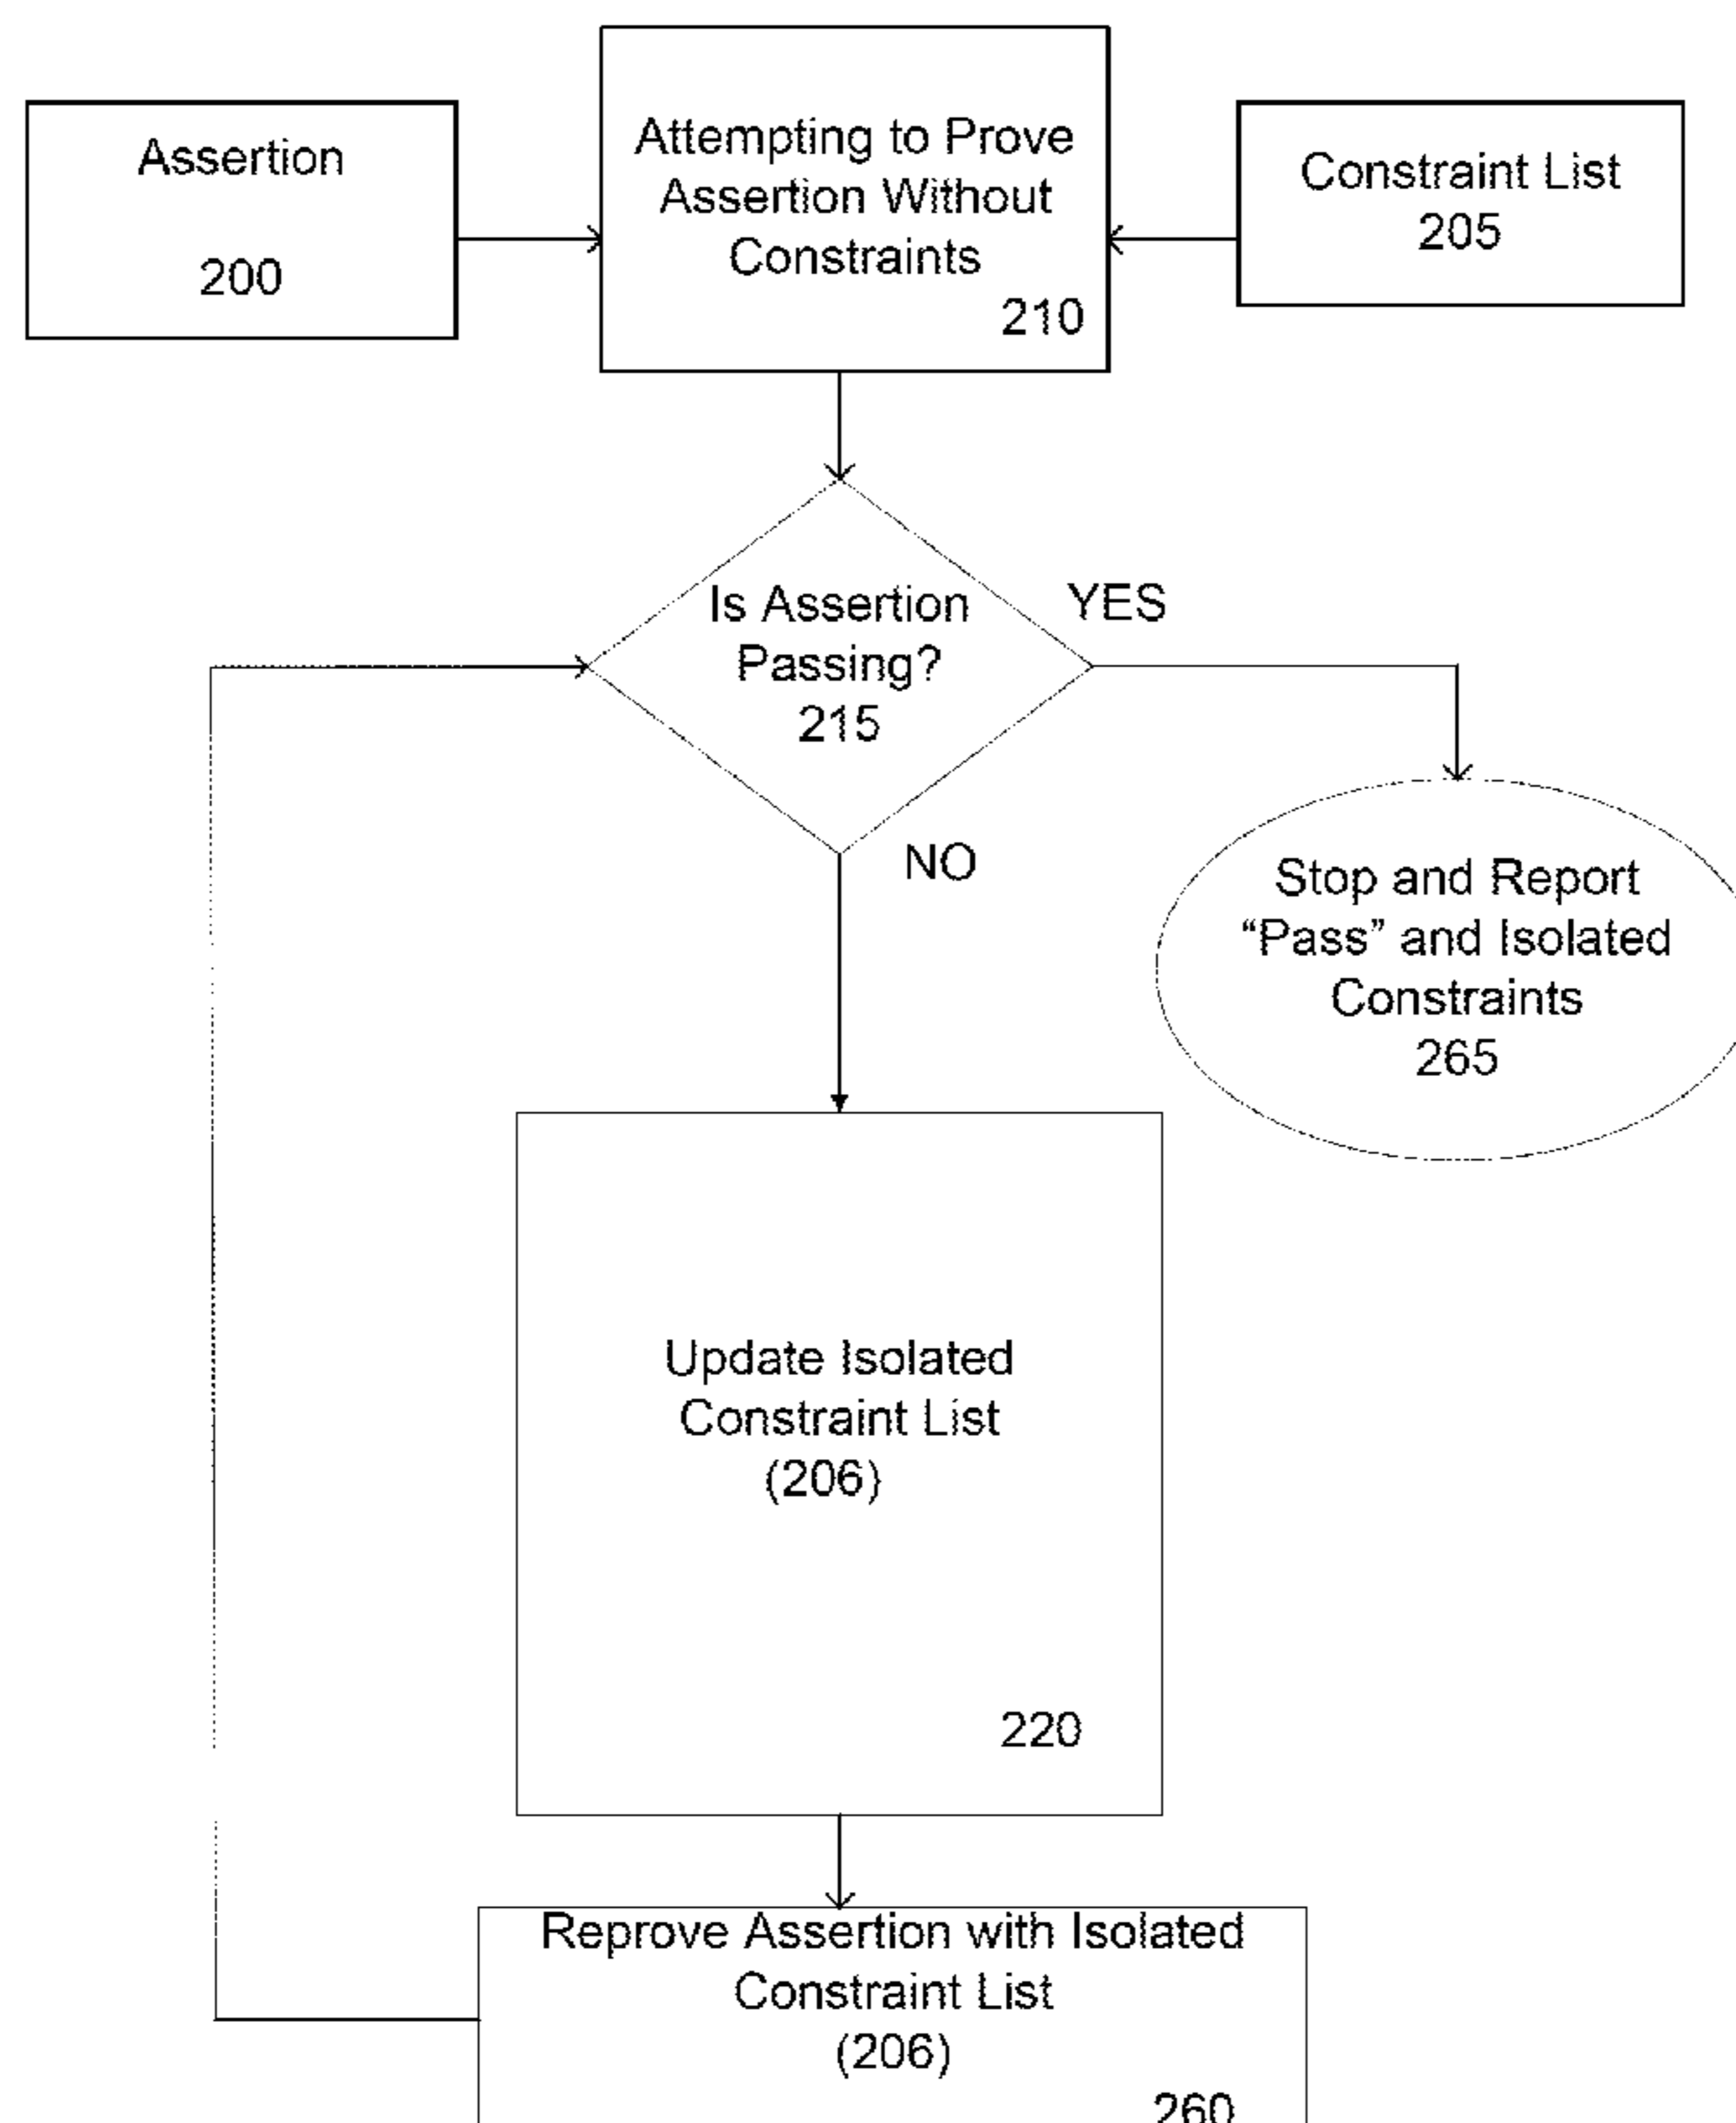 Assertion
200
Attempting to Prove
Assertion Without
Constraints
210
Constraint List
205
Is Assertion
Passing?
215
YES
NO
Stop and Report
“Pass” and Isolated
Constraints
265
Update Isolated
Constraint List
(206)
220
Reprove Assertion with Isolated
Constraint List
(206)
260